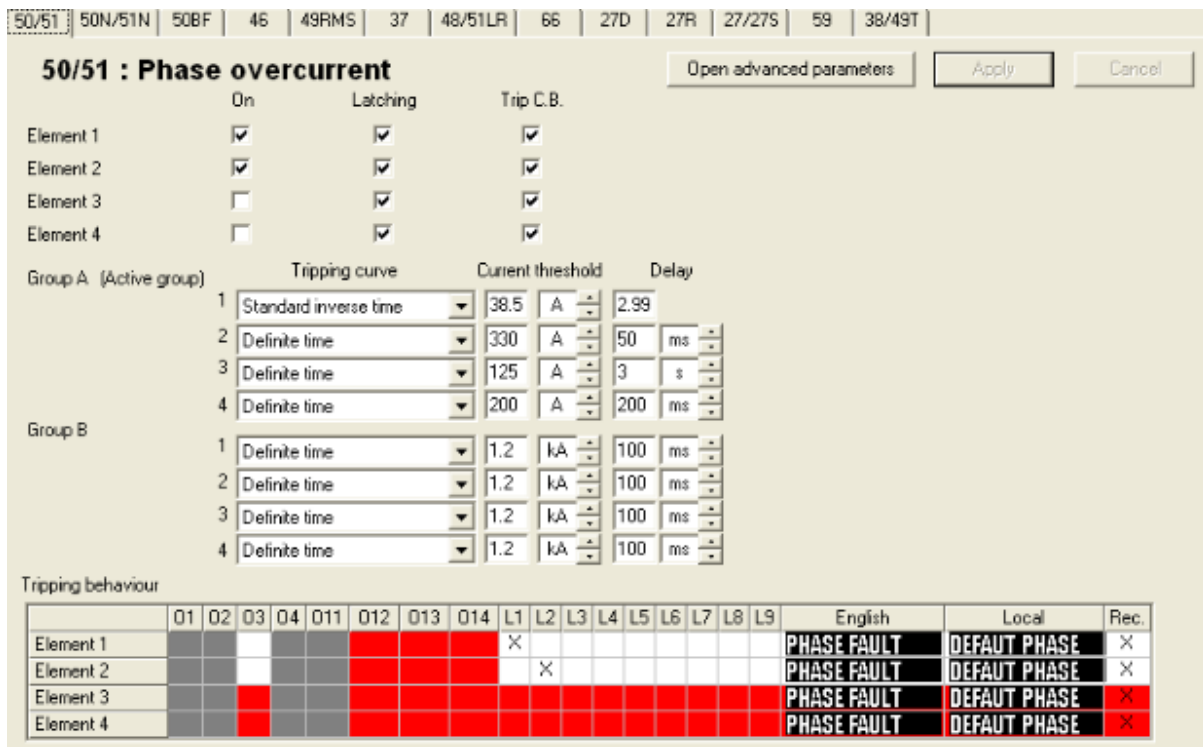 50/51 50N/51N 50BF 46 49RMS 37 48/51LR 66 27D 27R 27/27S 59 38/49T
50/51 : Phase overcurrent Open advanced parameters Apply Cancel
On Latching Trip C.B.
Element 1
Element 2
Element 3
Element 4
Group A (Active group) Tripping curve Current threshold Delay
1 Standard inverse time 38.5 A 2.99
2 Definite time 330 A 50 ms
3 Definite time 125 A 3 s
4 Definite time 200 A 200 ms
Group B
1 Definite time 1.2 kA 100 ms
2 Definite time 1.2 kA 100 ms
3 Definite time 1.2 kA 100 ms
4 Definite time 1.2 kA 100 ms
Tripping behaviour
O1 O2 O3 O4 O11 O12 O13 O14 L1 L2 L3 L4 L5 L6 L7 L8 L9 English Local Rec.
Element 1 X PHASE FAULT DEFAUT PHASE X
Element 2 X PHASE FAULT DEFAUT PHASE X
Element 3 PHASE FAULT DEFAUT PHASE X
Element 4 PHASE FAULT DEFAUT PHASE X